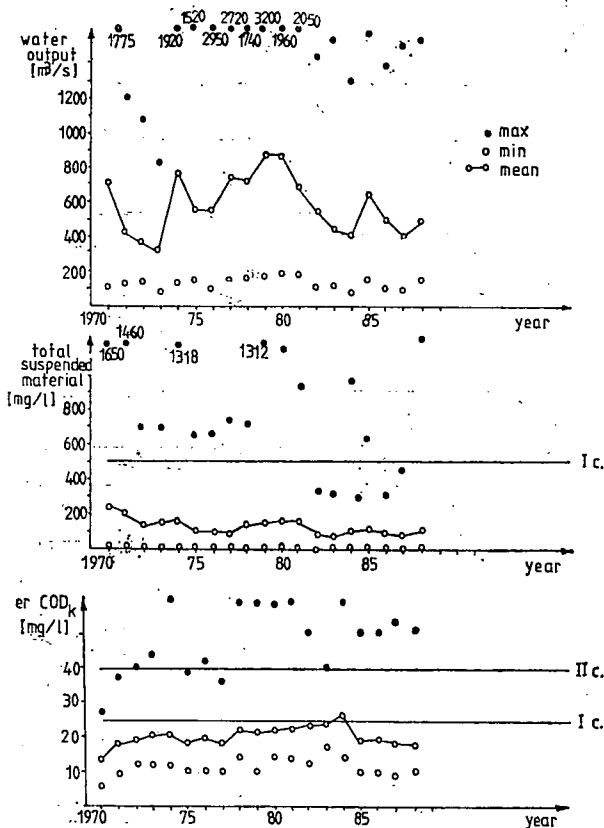 1520 2720 3200 2050
1775 1920 2950 1740 1960
water
output
[m³/s]
1200
1000
800
600
400
200
max
min
mean
1970 75 80 85 year
1460
1650 1318 1312
total
suspended
material
[mg/l]
800
600
400
200
I c.
1970 75 80 85 year
er COD k
[mg/l]
40
30
20
10
II c.
I c.
1970 75 80 85 year